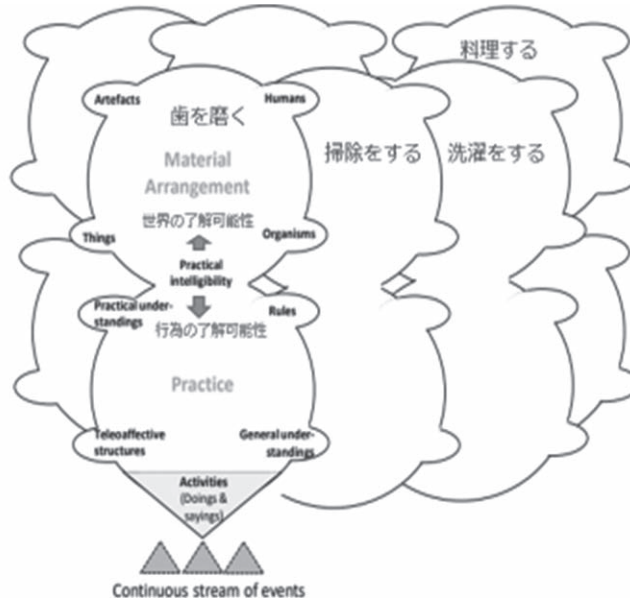 料理する
Artefacts
Humans
歯を磨く
掃除をする
洗濯をする
Material
Arrangement
世界の了解可能性
Things
Organisms
Practical
intelligibility
Practical under-
standings
Rules
行為の了解可能性
Practice
Teleoaffective
structures
General under-
standings
Activities
(Doings &
sayings)
Continuous stream of events